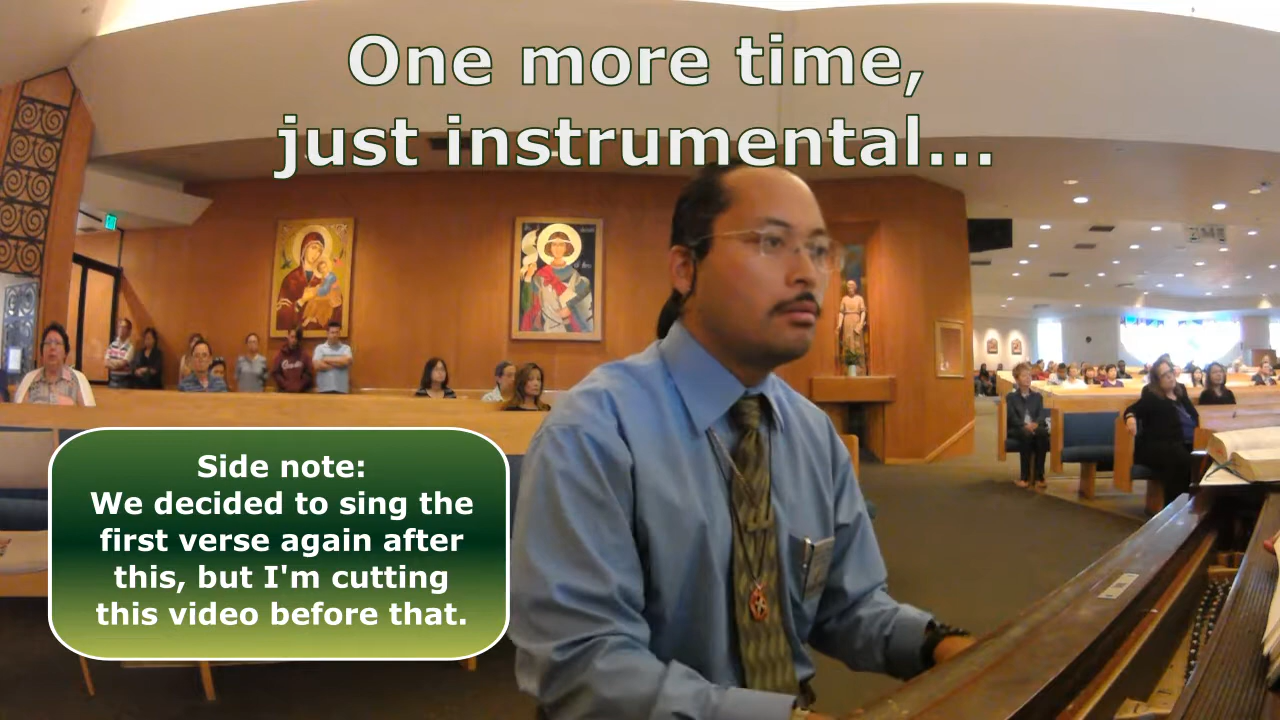 One more time,
just instrumental...
Side note:
We decided to sing the
first verse again after
this, but I'm cutting
this video before that.